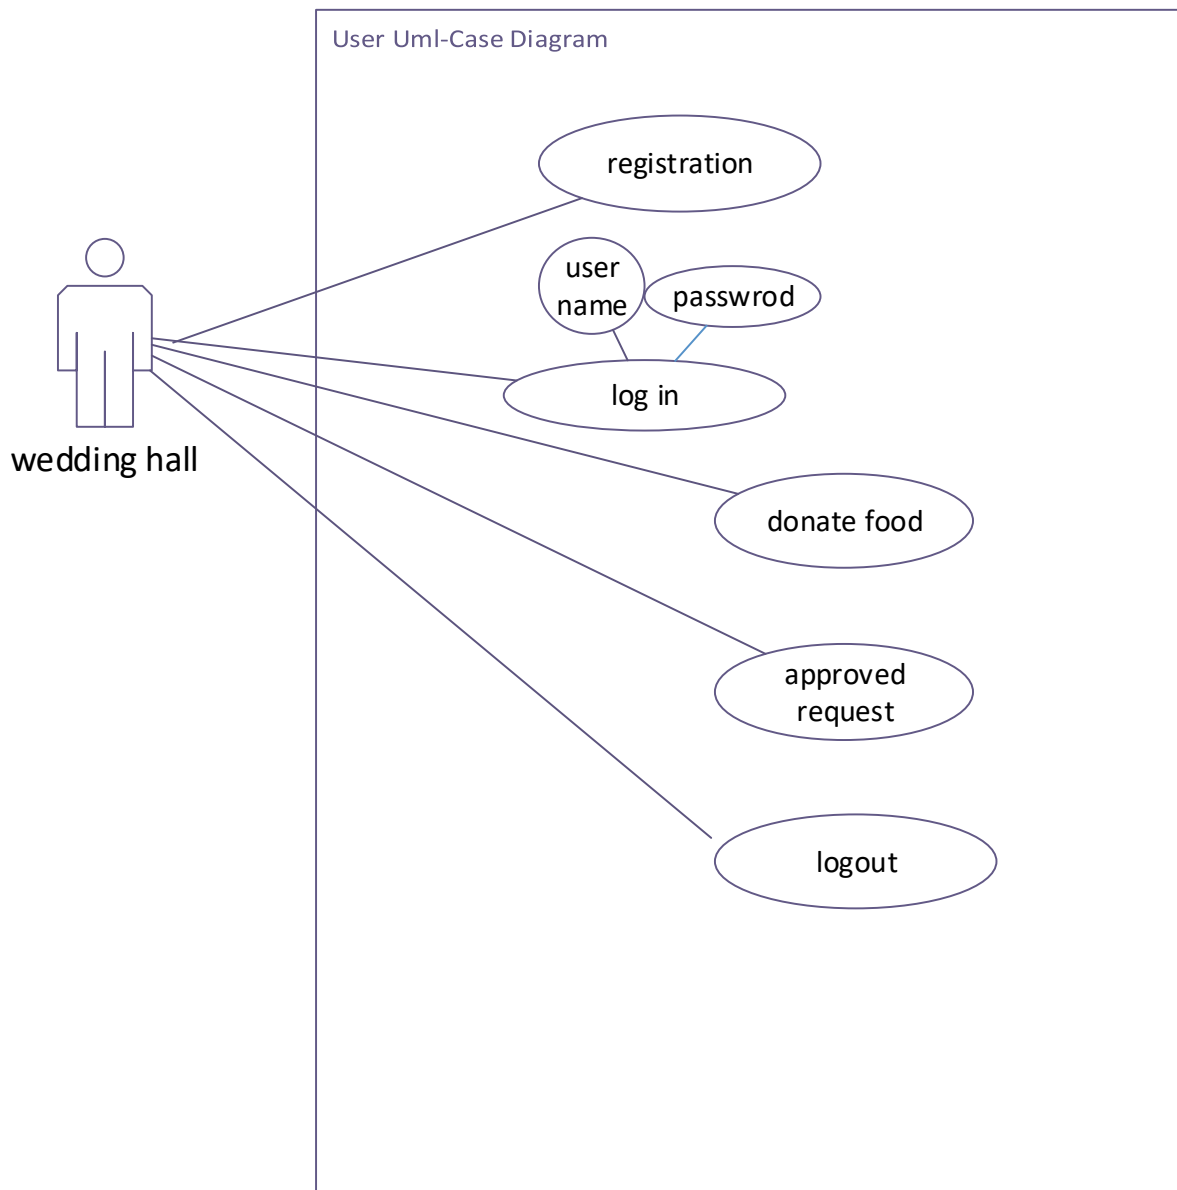 User Uml-Case Diagram
registration
user
name
passwrod
log in
wedding hall
donate food
approved
request
logout